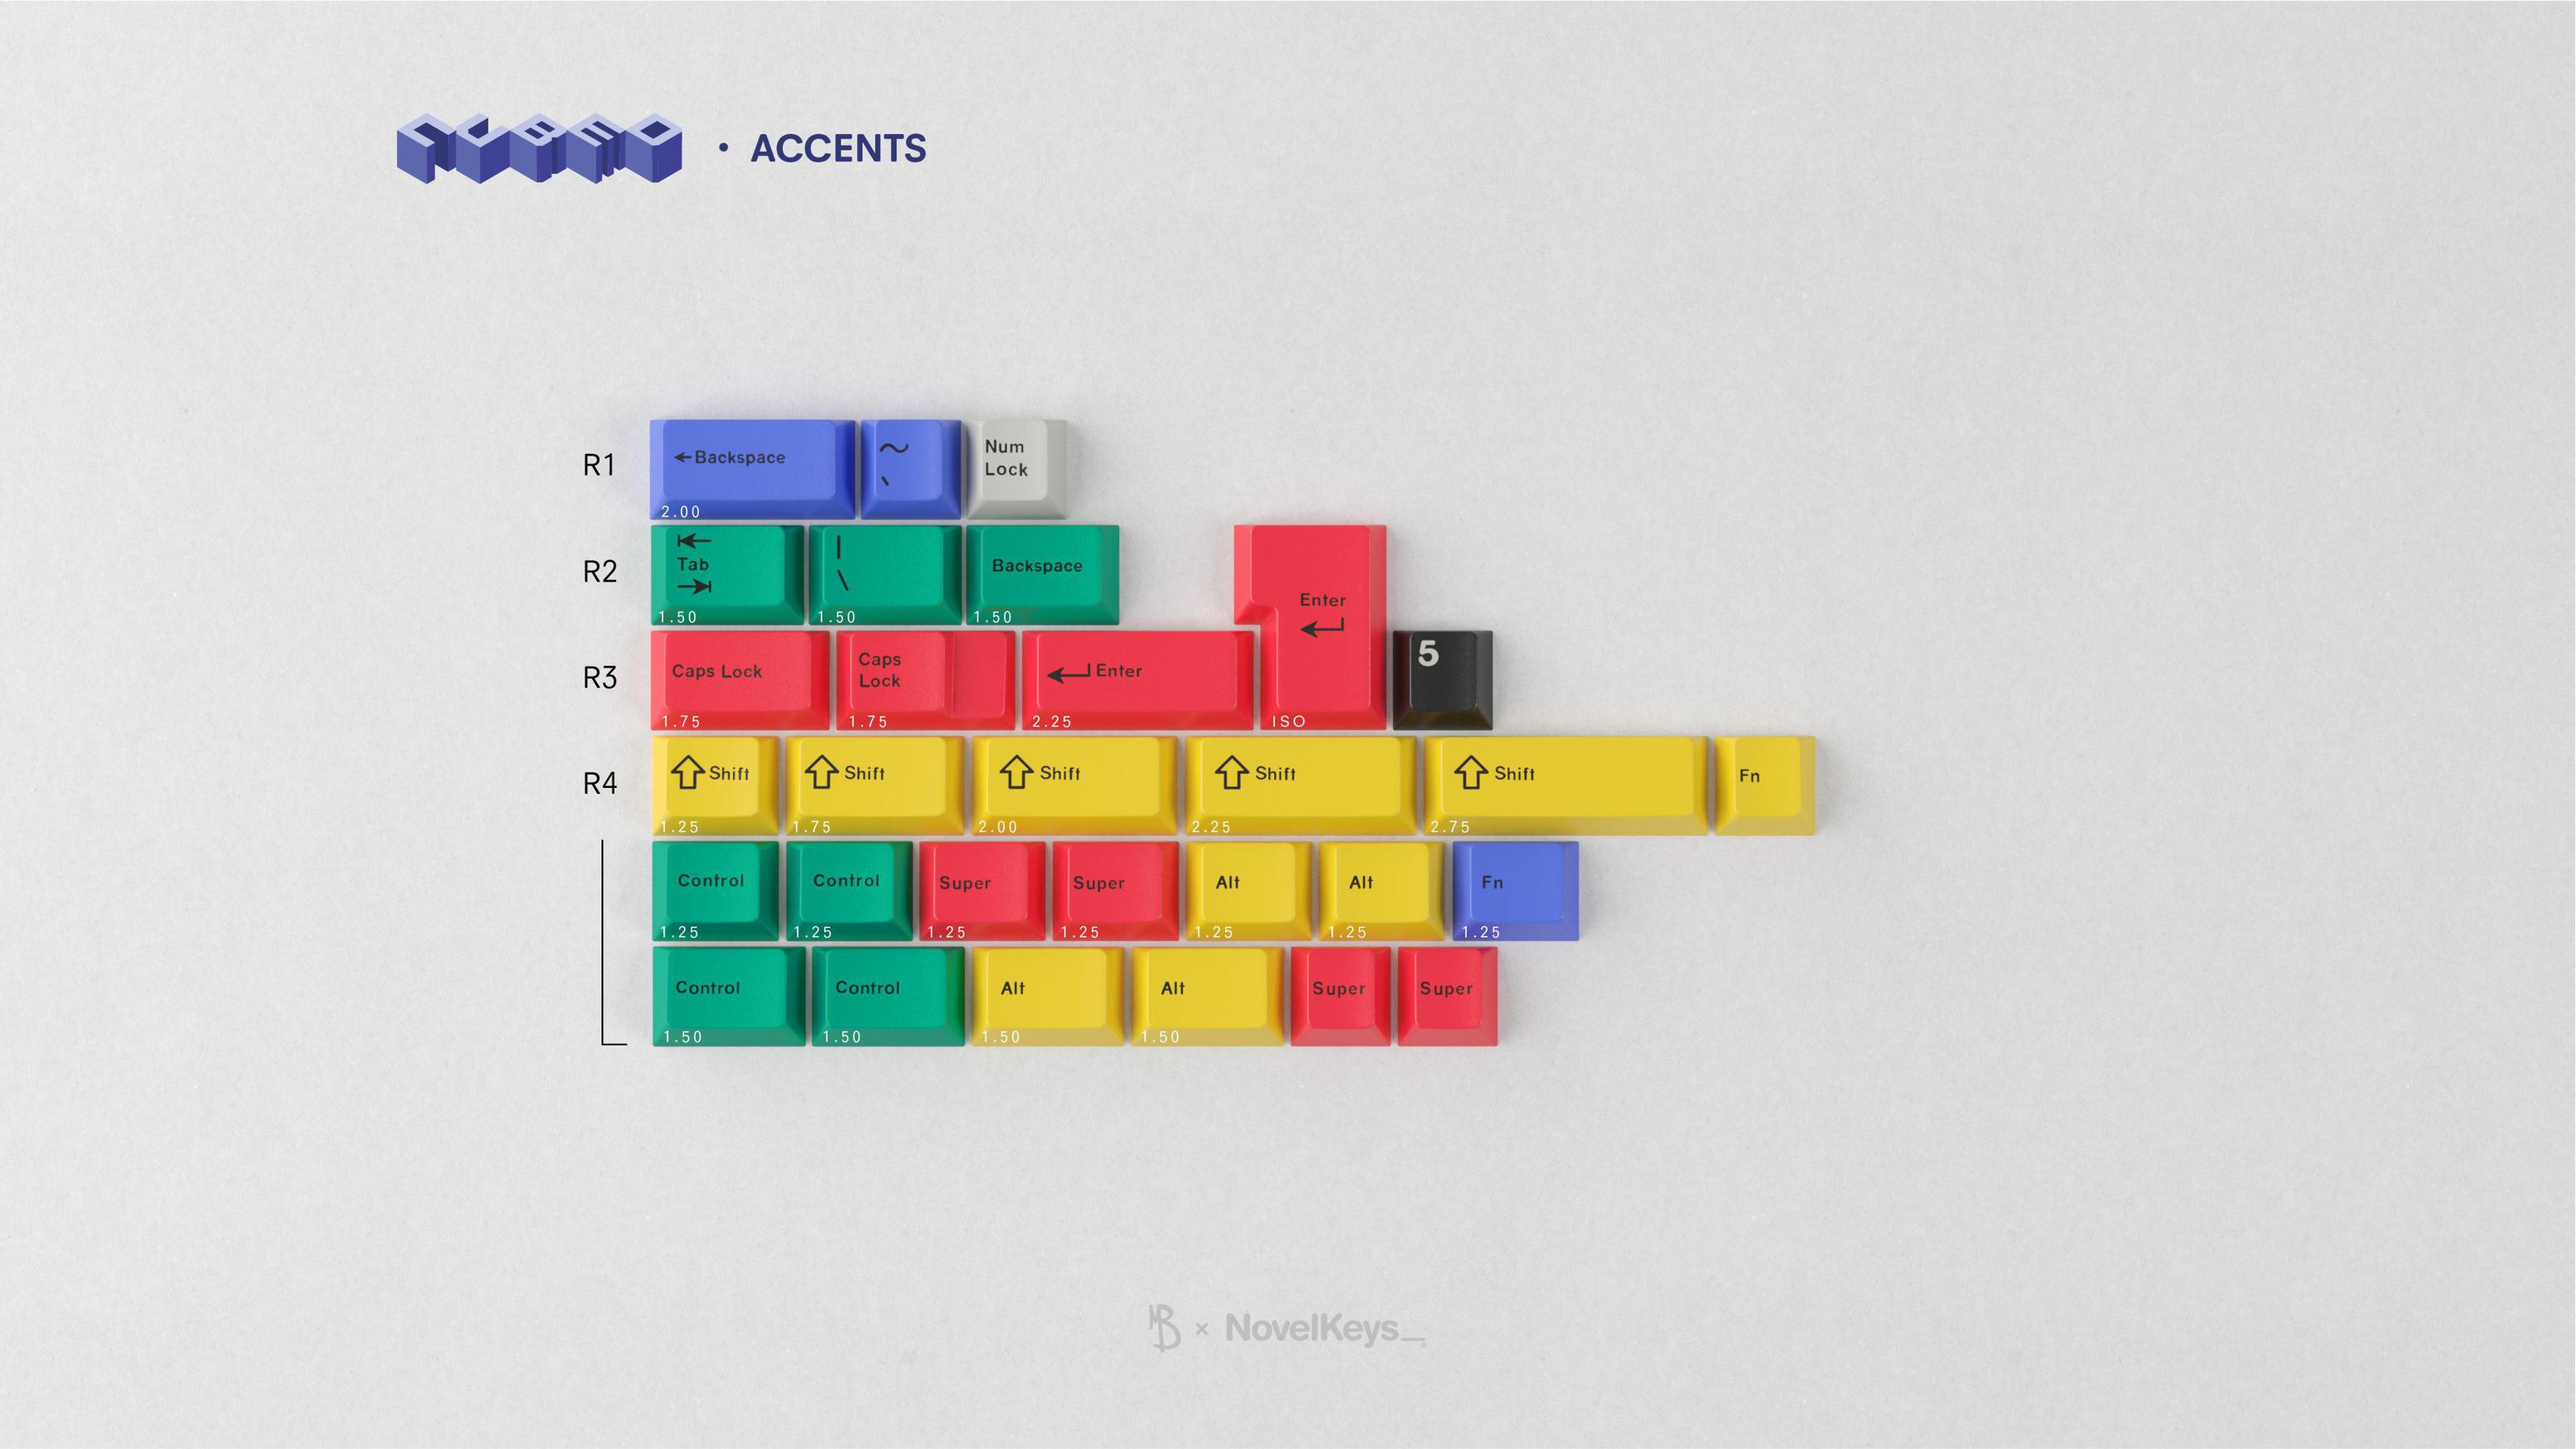 • ACCENTS
R1
←Backspace
2.00
~
`
Num
Lock
R2
Tab
1.50
|
\
1.50
Backspace
1.50
Enter
ISO
R3
Caps Lock
1.75
Caps
Lock
1.75
Enter
2.25
5
R4
Shift
1.25
Shift
1.75
Shift
2.00
Shift
2.25
Shift
2.75
Fn
Control
1.25
Control
1.25
Super
1.25
Super
1.25
Alt
1.25
Alt
1.25
Fn
1.25
Control
1.50
Control
1.50
Alt
1.50
Alt
1.50
Super
Super
× NovelKeys_